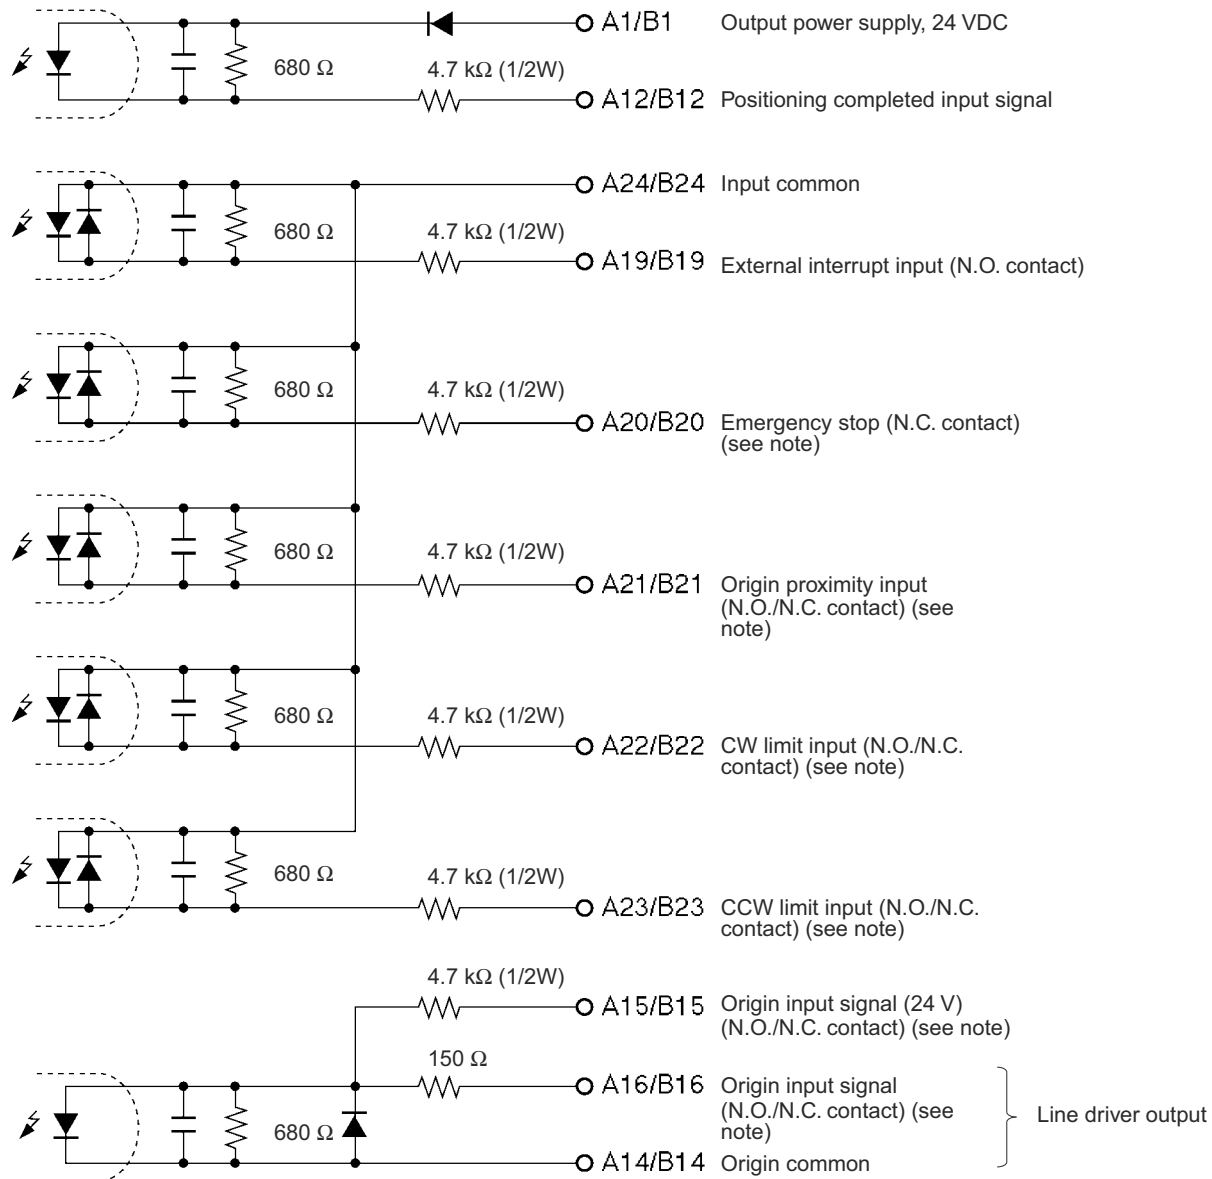 A1/B1 Output power supply, 24 VDC
680 Ω 4.7 kΩ (1/2W)
A12/B12 Positioning completed input signal
A24/B24 Input common
680 Ω 4.7 kΩ (1/2W)
A19/B19 External interrupt input (N.O. contact)
680 Ω 4.7 kΩ (1/2W)
A20/B20 Emergency stop (N.C. contact)
(see note)
680 Ω 4.7 kΩ (1/2W)
A21/B21 Origin proximity input
(N.O./N.C. contact) (see
note)
680 Ω 4.7 kΩ (1/2W)
A22/B22 CW limit input (N.O./N.C.
contact) (see note)
680 Ω 4.7 kΩ (1/2W)
A23/B23 CCW limit input (N.O./N.C.
contact) (see note)
4.7 kΩ (1/2W)
A15/B15 Origin input signal (24 V)
(N.O./N.C. contact) (see note)
150 Ω
A16/B16 Origin input signal
(N.O./N.C. contact) (see
note)
Line driver output
680 Ω
A14/B14 Origin common